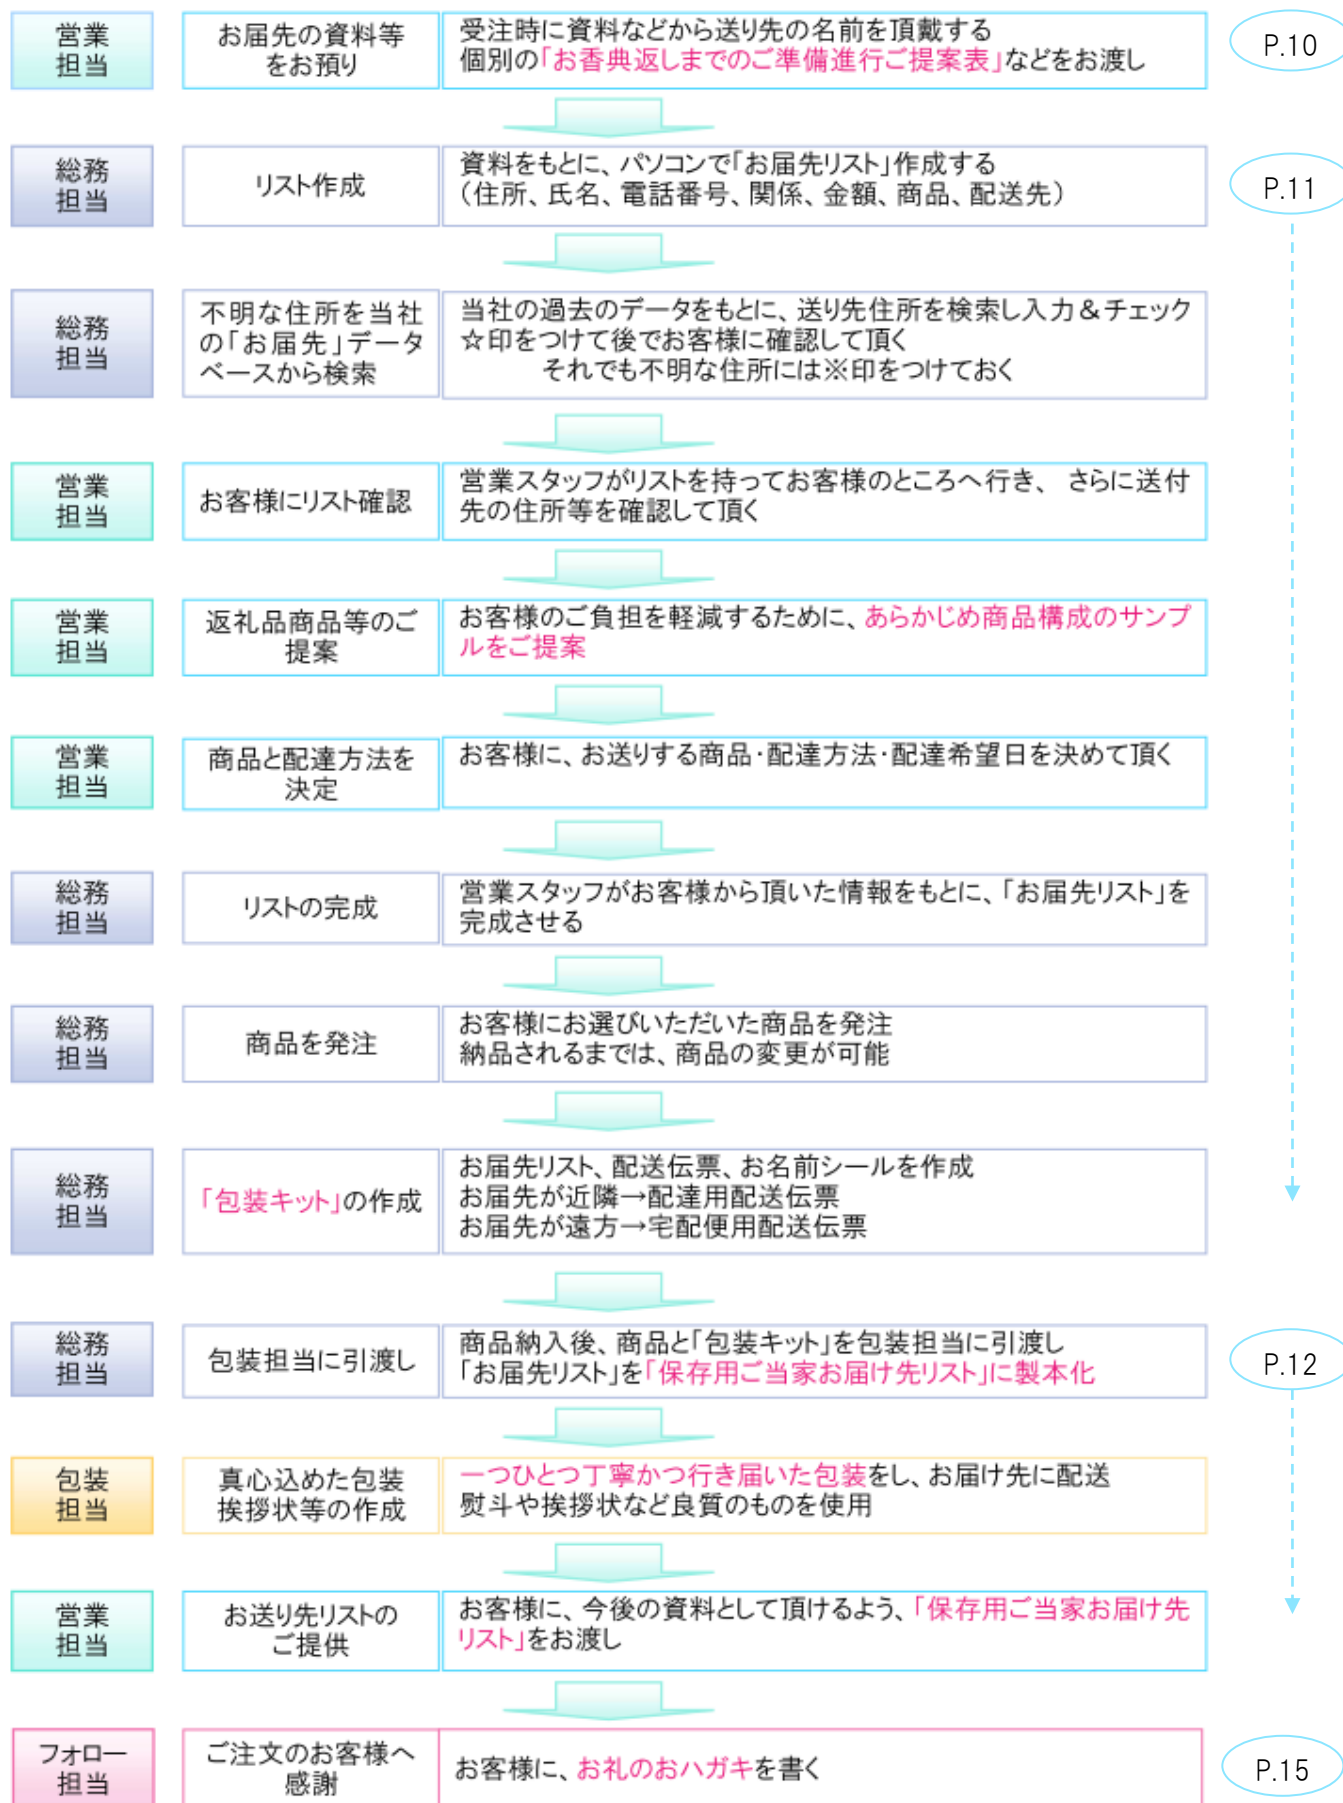 営業
担当
お届先の資料等
をお預り
受注時に資料などから送り先の名前を頂戴する
個別の「お香典返しまでのご準備進行ご提案表」などをお渡し
P.10
総務
担当
リスト作成
資料をもとに、パソコンで「お届先リスト」作成する
（住所、氏名、電話番号、関係、金額、商品、配送先）
P.11
総務
担当
不明な住所を当社
の「お届先」データ
ベースから検索
当社の過去のデータをもとに、送り先住所を検索し入力＆チェック
☆印をつけて後でお客様に確認して頂く
それでも不明な住所には※印をつけておく
営業
担当
お客様にリスト確認
営業スタッフがリストを持ってお客様のところへ行き、 さらに送付
先の住所等を確認して頂く
営業
担当
返礼品商品等のご
提案
お客様のご負担を軽減するために、あらかじめ商品構成のサンプ
ルをご提案
営業
担当
商品と配達方法を
決定
お客様に、お送りする商品・配達方法・配達希望日を決めて頂く
総務
担当
リストの完成
営業スタッフがお客様から頂いた情報をもとに、「お届先リスト」を
完成させる
総務
担当
商品を発注
お客様にお選びいただいた商品を発注
納品されるまでは、商品の変更が可能
総務
担当
「包装キット」の作成
お届先リスト、配送伝票、お名前シールを作成
お届先が近隣→配達用配送伝票
お届先が遠方→宅配便用配送伝票
総務
担当
包装担当に引渡し
商品納入後、商品と「包装キット」を包装担当に引渡し
「お届先リスト」を「保存用ご当家お届け先リスト」に製本化
P.12
包装
担当
真心込めた包装
挨拶状等の作成
一つひとつ丁寧かつ行き届いた包装をし、お届け先に配送
熨斗や挨拶状など良質のものを使用
営業
担当
お送り先リストの
ご提供
お客様に、今後の資料として頂けるよう、「保存用ご当家お届け先
リスト」をお渡し
フォロー
担当
ご注文のお客様へ
感謝
お客様に、お礼のおハガキを書く
P.15